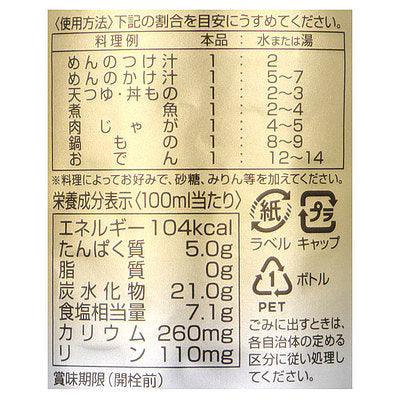 〈使用方法〉下記の割合を目安にうすめてください。
料理例 本品 : 水または湯
めんのつけ汁 1 : 2
めんのかけ汁 1 : 5~7
天つゆ・丼もの 1 : 2~3
煮魚 1 : 2~4
肉じゃが 1 : 4~5
鍋もの 1 : 8~9
おでん 1 : 12~14
※料理によってお好みで、砂糖、みりん等を加えてください。
栄養成分表示〈100ml当たり〉
エネルギー 104kcal
たんぱく質 5.0g
脂質 0g
炭水化物 21.0g
食塩相当量 7.1g
カリウム 260mg
リン 110mg
賞味期限（開栓前）
紙
ラベル
プラ
キャップ
1
PET
ボトル
ごみに出すときは、
各自治体の定める
区分に従い処理し
てください。